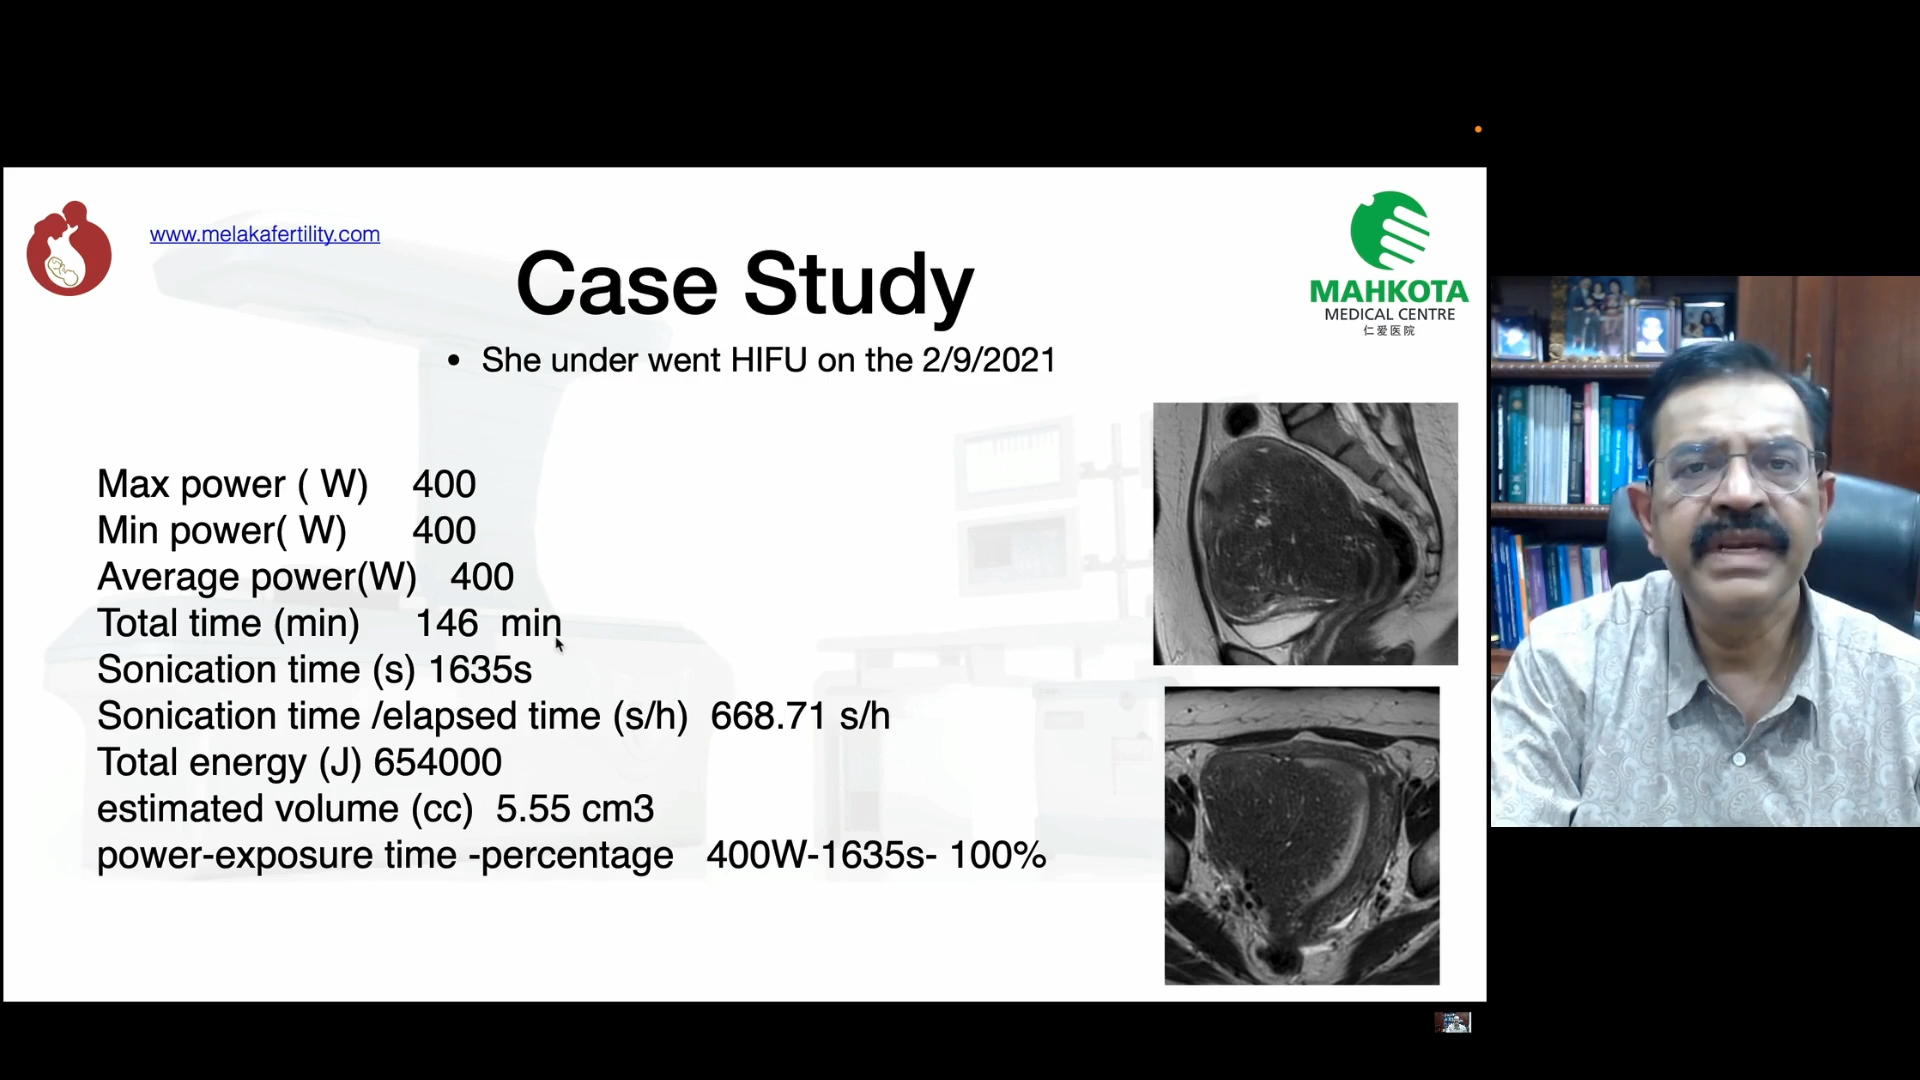 www.melakafertility.com
Case Study
MAHKOTA
MEDICAL CENTRE
仁爱医院
• She under went HIFU on the 2/9/2021
Max power ( W) 400
Min power( W) 400
Average power(W) 400
Total time (min) 146 min
Sonication time (s) 1635s
Sonication time /elapsed time (s/h) 668.71 s/h
Total energy (J) 654000
estimated volume (cc) 5.55 cm3
power-exposure time -percentage 400W-1635s- 100%